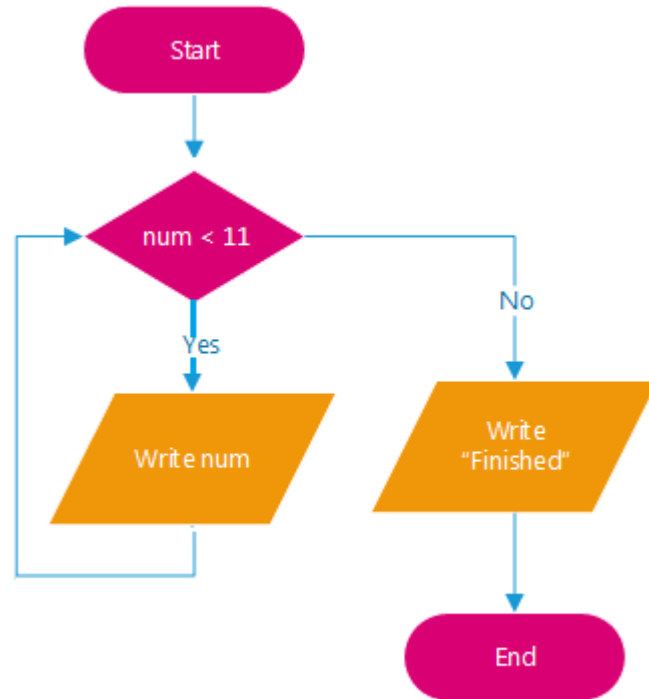 Start
num < 11
Yes
No
Write num
Write
“Finished”
End